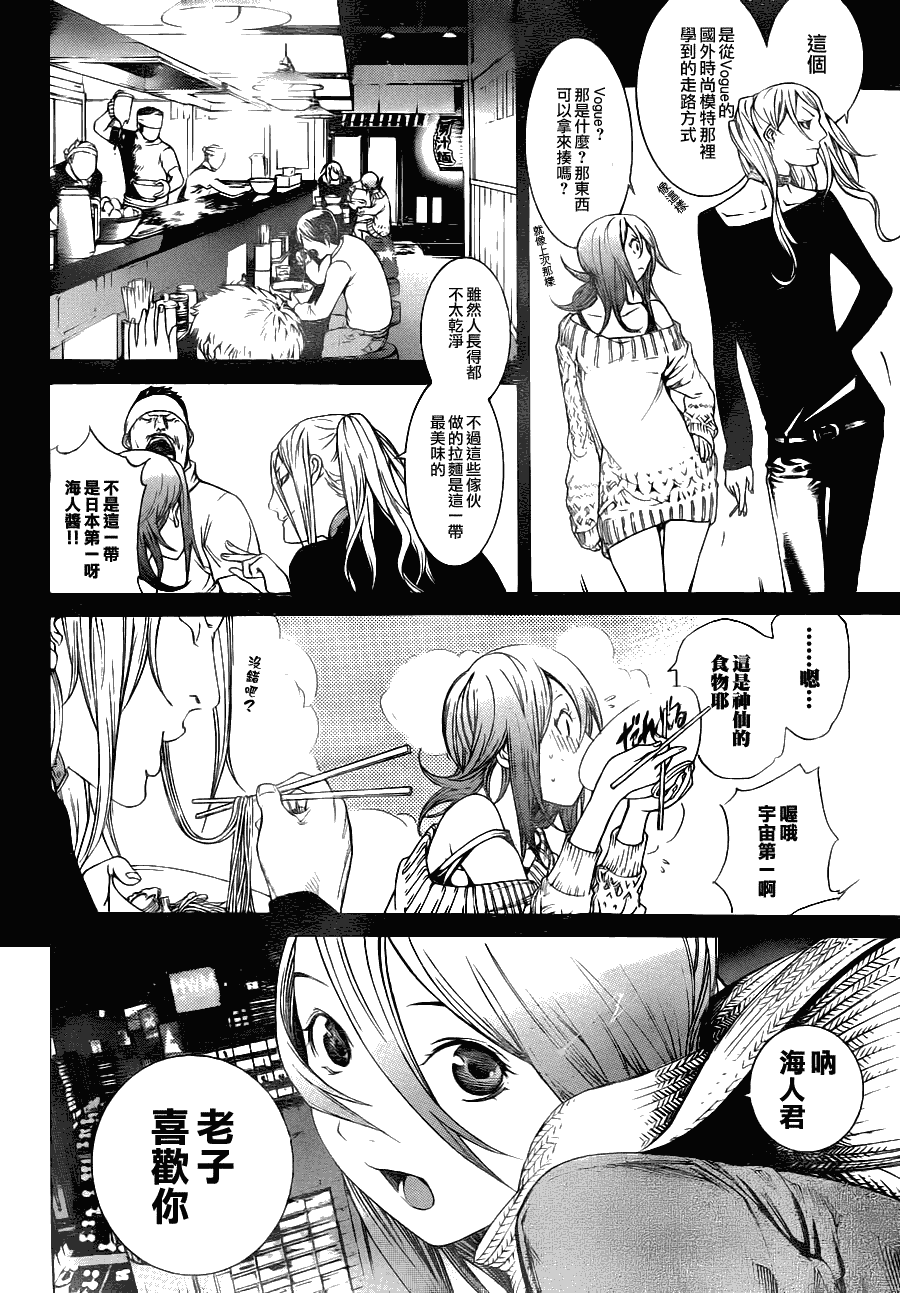 這個
是從Vogue的
國外時尚模特那裡
學到的走路方式
Vogue?
那是什麼?那東西
可以拿來揍嗎?
就像上次那樣
雖然人長得都
不太乾淨
不過這些傢伙
做的拉麵是這一帶
最美味的
不是這一帶
是日本第一呀
海人醬!!
………嗯…
這是神仙的
食物耶
沒錯吧?
喔哦
宇宙第一啊
吶
海人君
老子
喜歡你